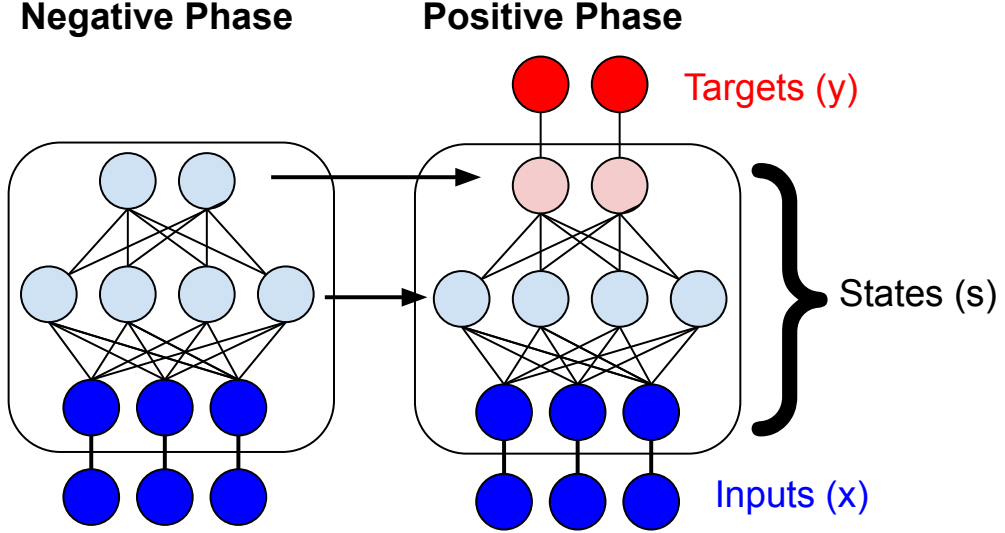 Negative Phase
Positive Phase
Targets (y)
States (s)
Inputs (x)